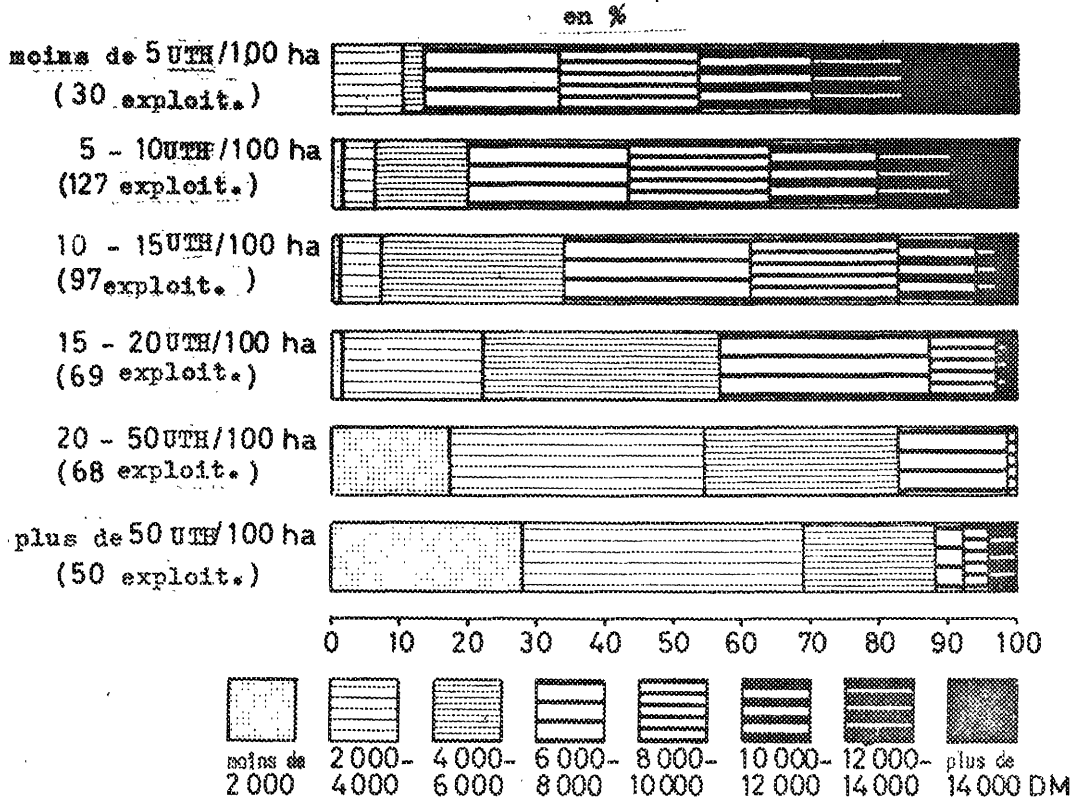 en %
moins de 5 UTH/100 ha
(30 exploit.)
5 - 10 UTH/100 ha
(127 exploit.)
10 - 15 UTH/100 ha
(97 exploit. )
15 - 20 UTH/100 ha
(69 exploit.)
20 - 50 UTH/100 ha
(68 exploit.)
plus de 50 UTH/100 ha
(50 exploit.)
0 10 20 30 40 50 60 70 80 90 100
moins de 2 000- 4 000- 6 000- 8 000- 10 000- 12 000- plus de
2 000 4 000 6 000 8 000 10 000 12 000 14 000 14 000 DM